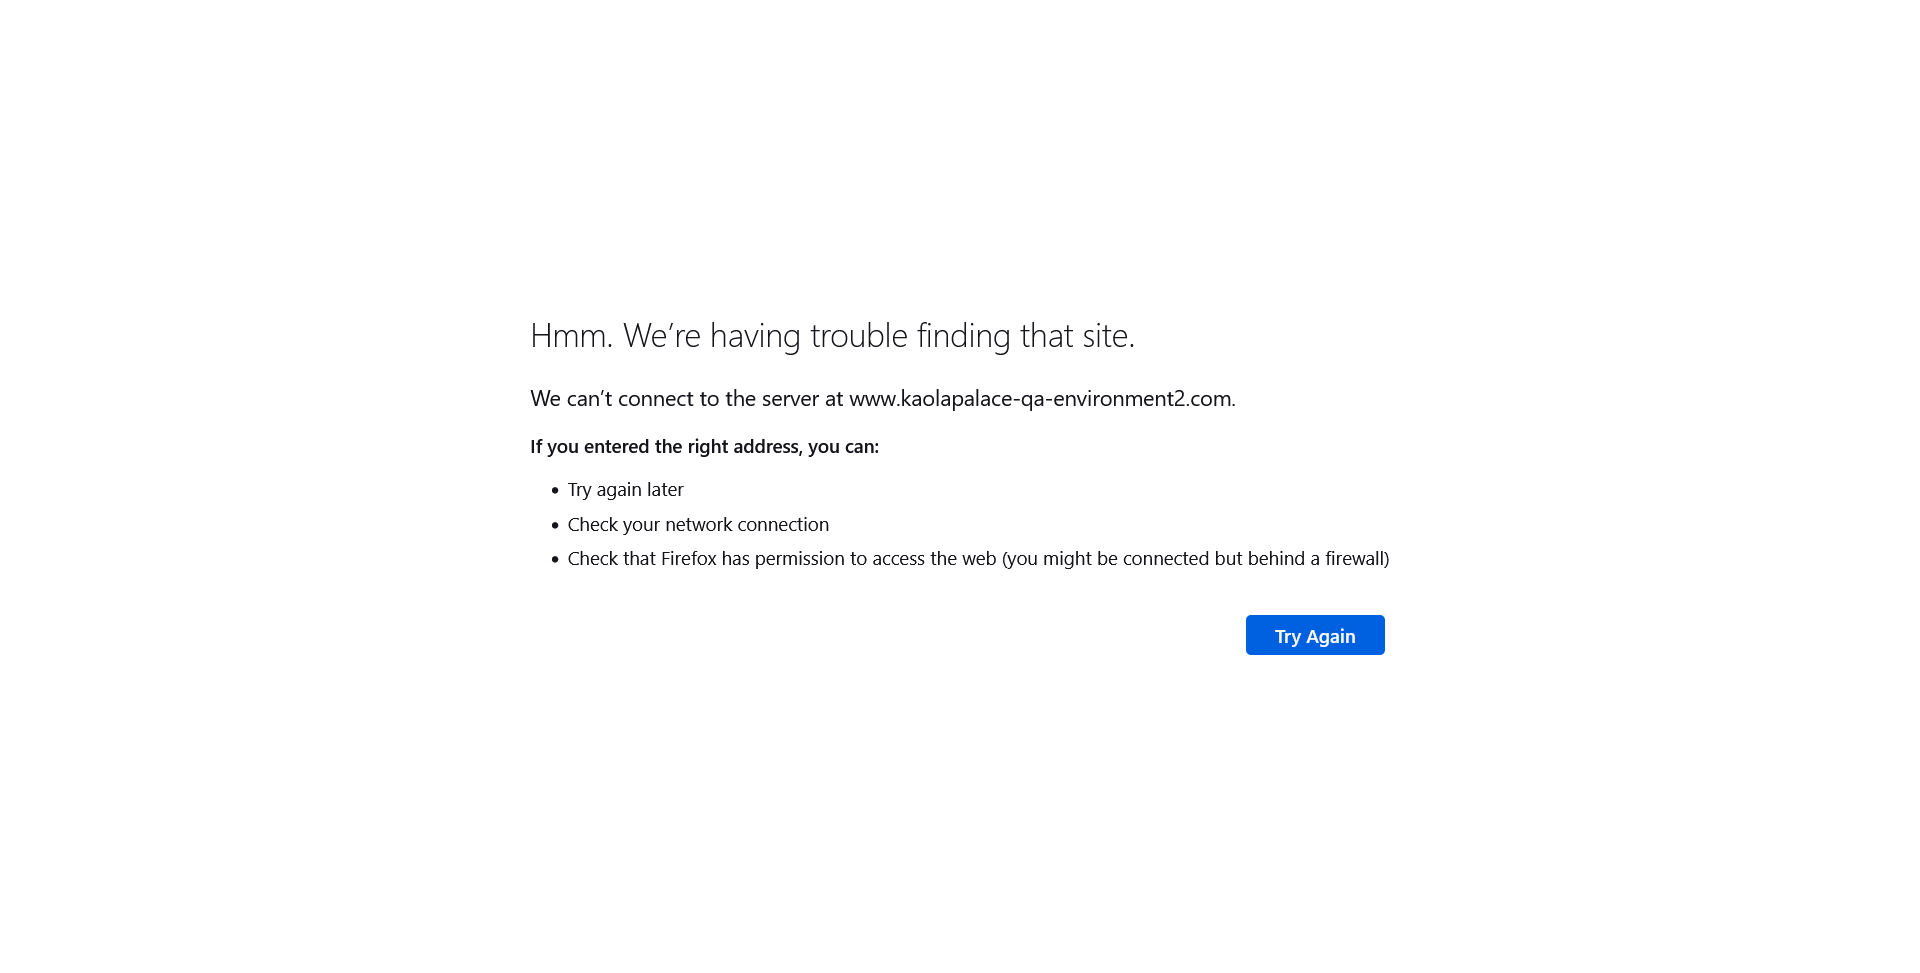 Hmm. We’re having trouble finding that site.
We can’t connect to the server at www.kaolapalace-qa-environment2.com.
If you entered the right address, you can:
• Try again later
• Check your network connection
• Check that Firefox has permission to access the web (you might be connected but behind a firewall)
Try Again